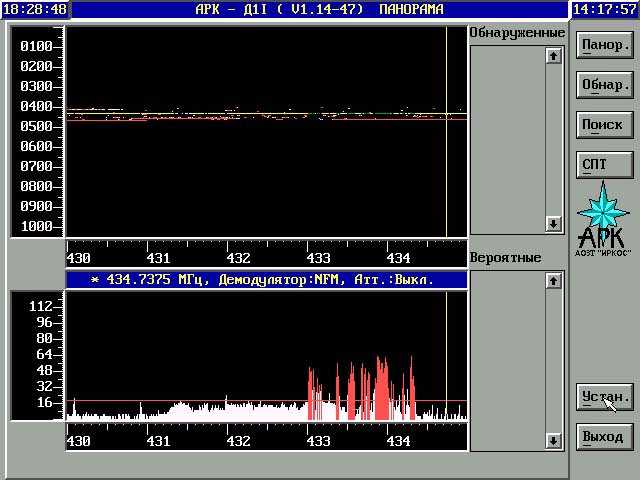 18:28:48
АРК - Д1I ( V1.14-47) ПАНОРАМА
14:17:57
Обнаруженные
0100
0200
0300
0400
0500
0600
0700
0800
0900
1000
430 431 432 433 434
* 434.7375 МГц, Демодулятор:NFM, Атт.:Выкл.
Вероятные
112
96
80
64
48
32
16
430 431 432 433 434
Панор.
Обнар.
Поиск
СПТ
АРК
АОЗТ "ИРКОС"
Устан.
Выход